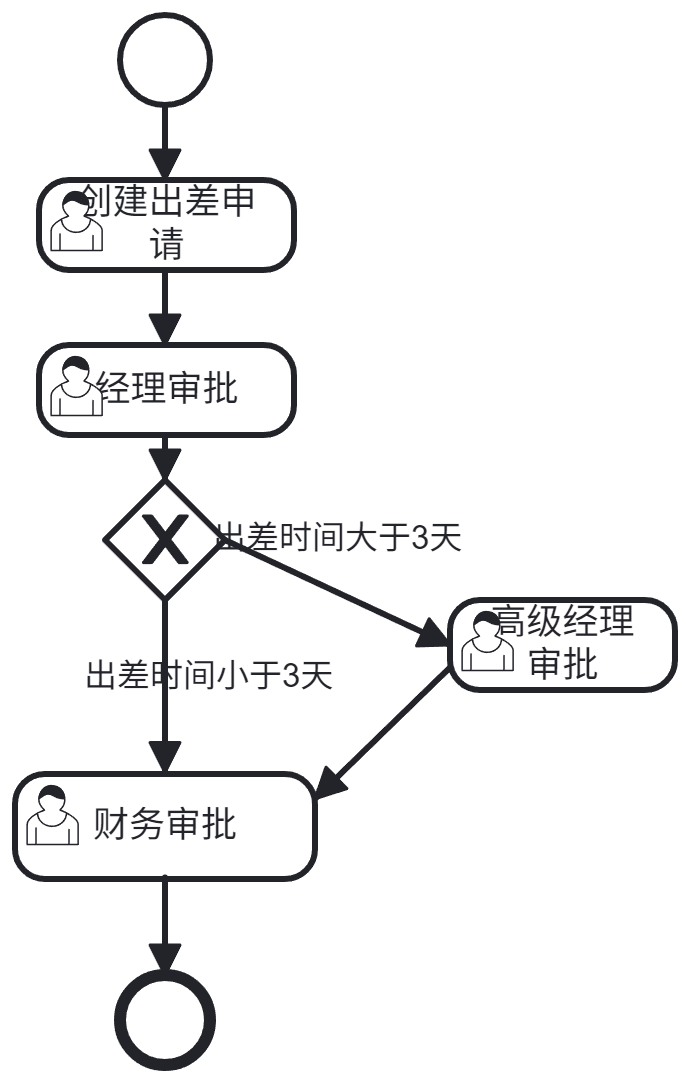 创建出差申
请
经理审批
出差时间大于3天
高级经理
审批
出差时间小于3天
财务审批